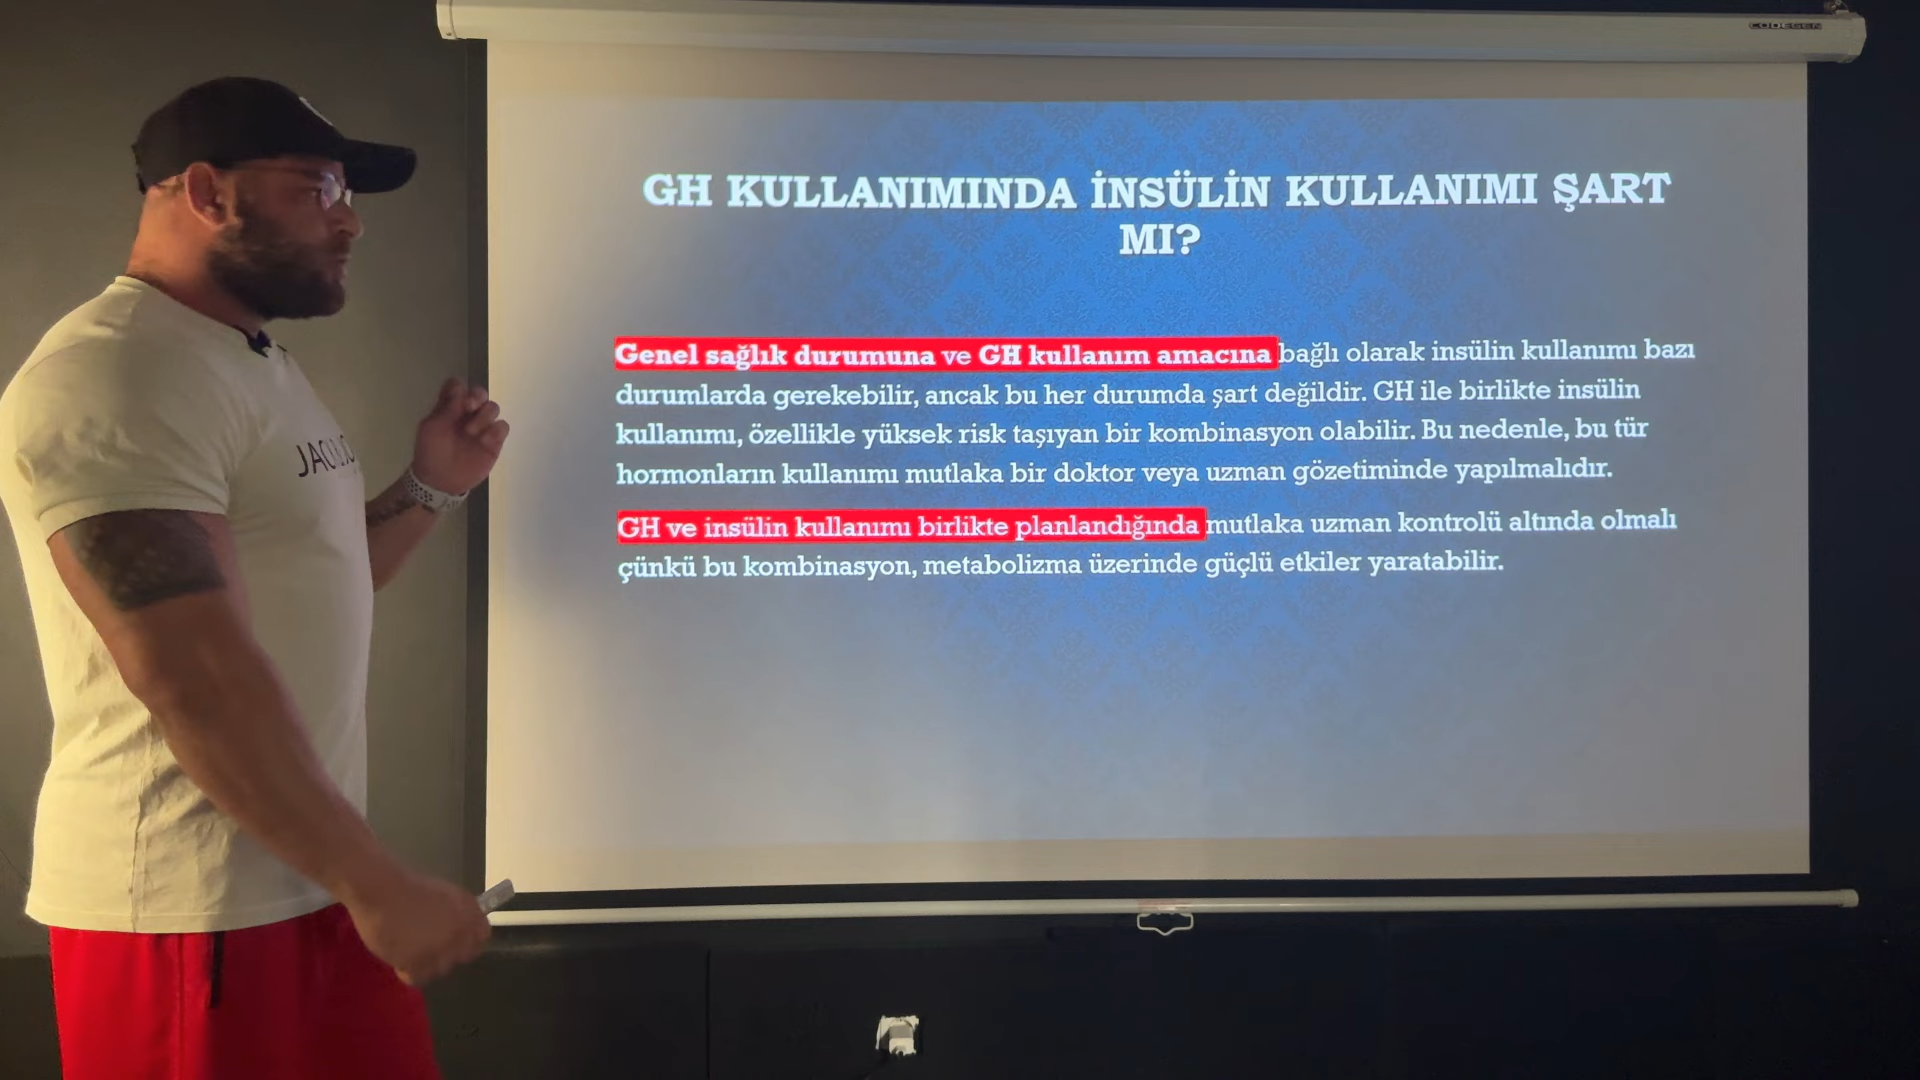 CODEGEN
GH KULLANIMINDA İNSÜLİN KULLANIMI ŞART
MI?
Genel sağlık durumuna ve GH kullanım amacına bağlı olarak insülin kullanımı bazı
durumlarda gerekebilir, ancak bu her durumda şart değildir. GH ile birlikte insülin
kullanımı, özellikle yüksek risk taşıyan bir kombinasyon olabilir. Bu nedenle, bu tür
hormonların kullanımı mutlaka bir doktor veya uzman gözetiminde yapılmalıdır.
GH ve insülin kullanımı birlikte planlandığında mutlaka uzman kontrolü altında olmalı
çünkü bu kombinasyon, metabolizma üzerinde güçlü etkiler yaratabilir.